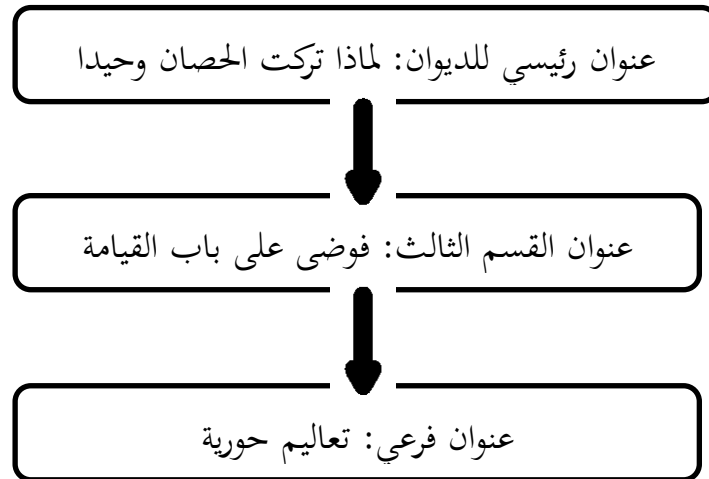 عنوان رئيسي للديوان: لماذا تركت الحصان وحيدا
عنوان القسم الثالث: فوضى على باب القيامة
عنوان فرعي: تعاليم حورية